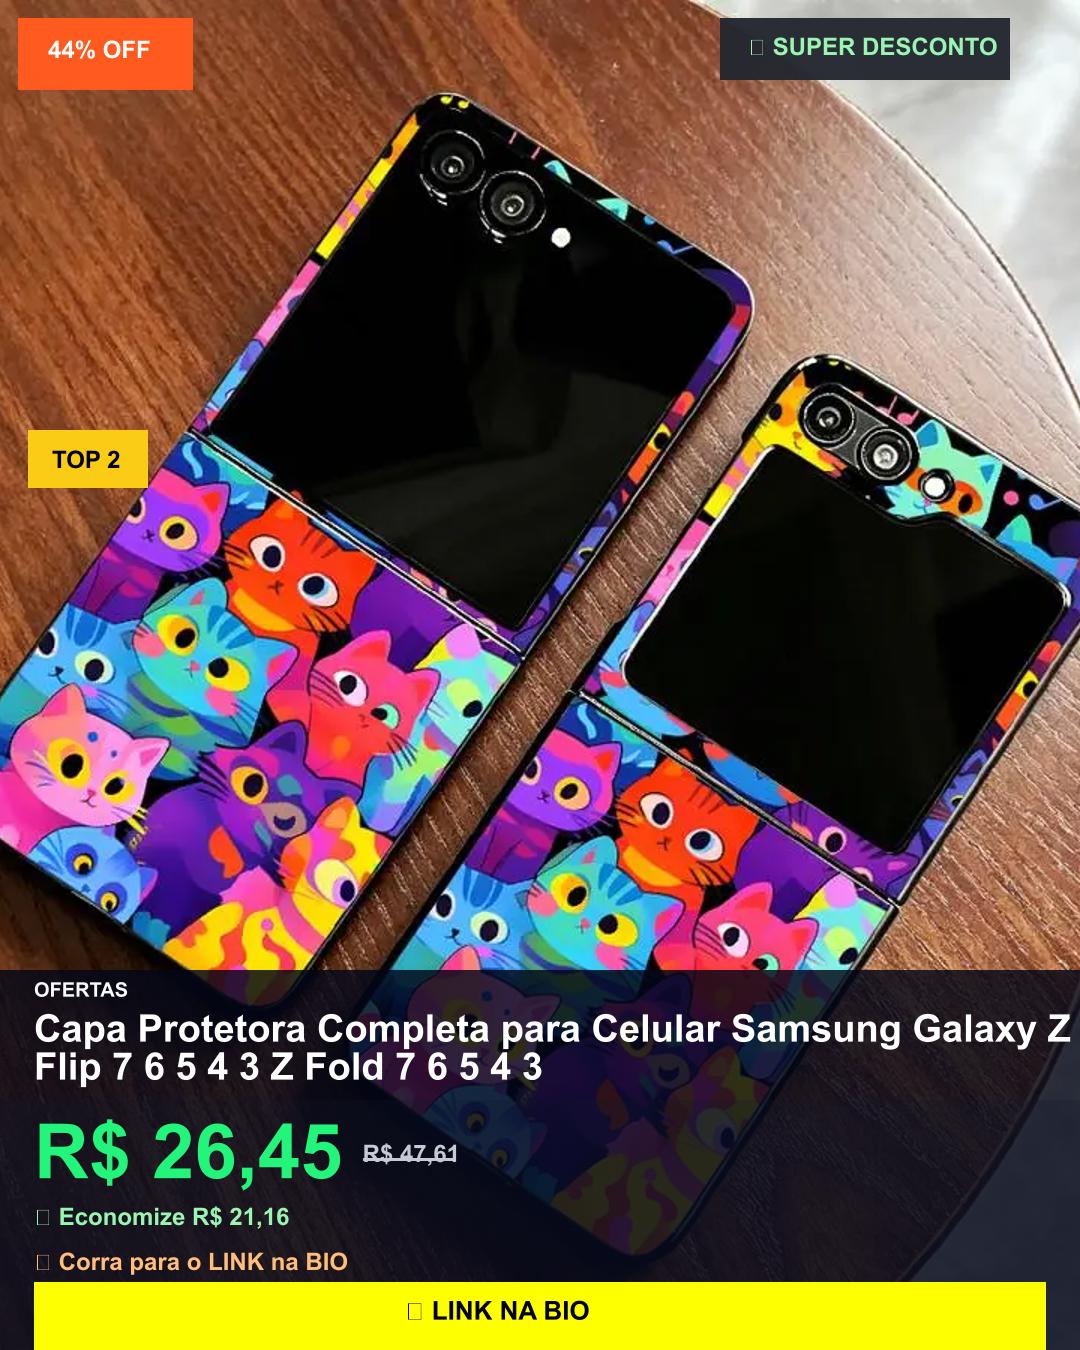 44% OFF
SUPER DESCONTO
TOP 2
OFERTAS
Capa Protetora Completa para Celular Samsung Galaxy Z
Flip 7 6 5 4 3 Z Fold 7 6 5 4 3
R$ 26,45 R$ 47,61
Economize R$ 21,16
Corra para o LINK na BIO
LINK NA BIO